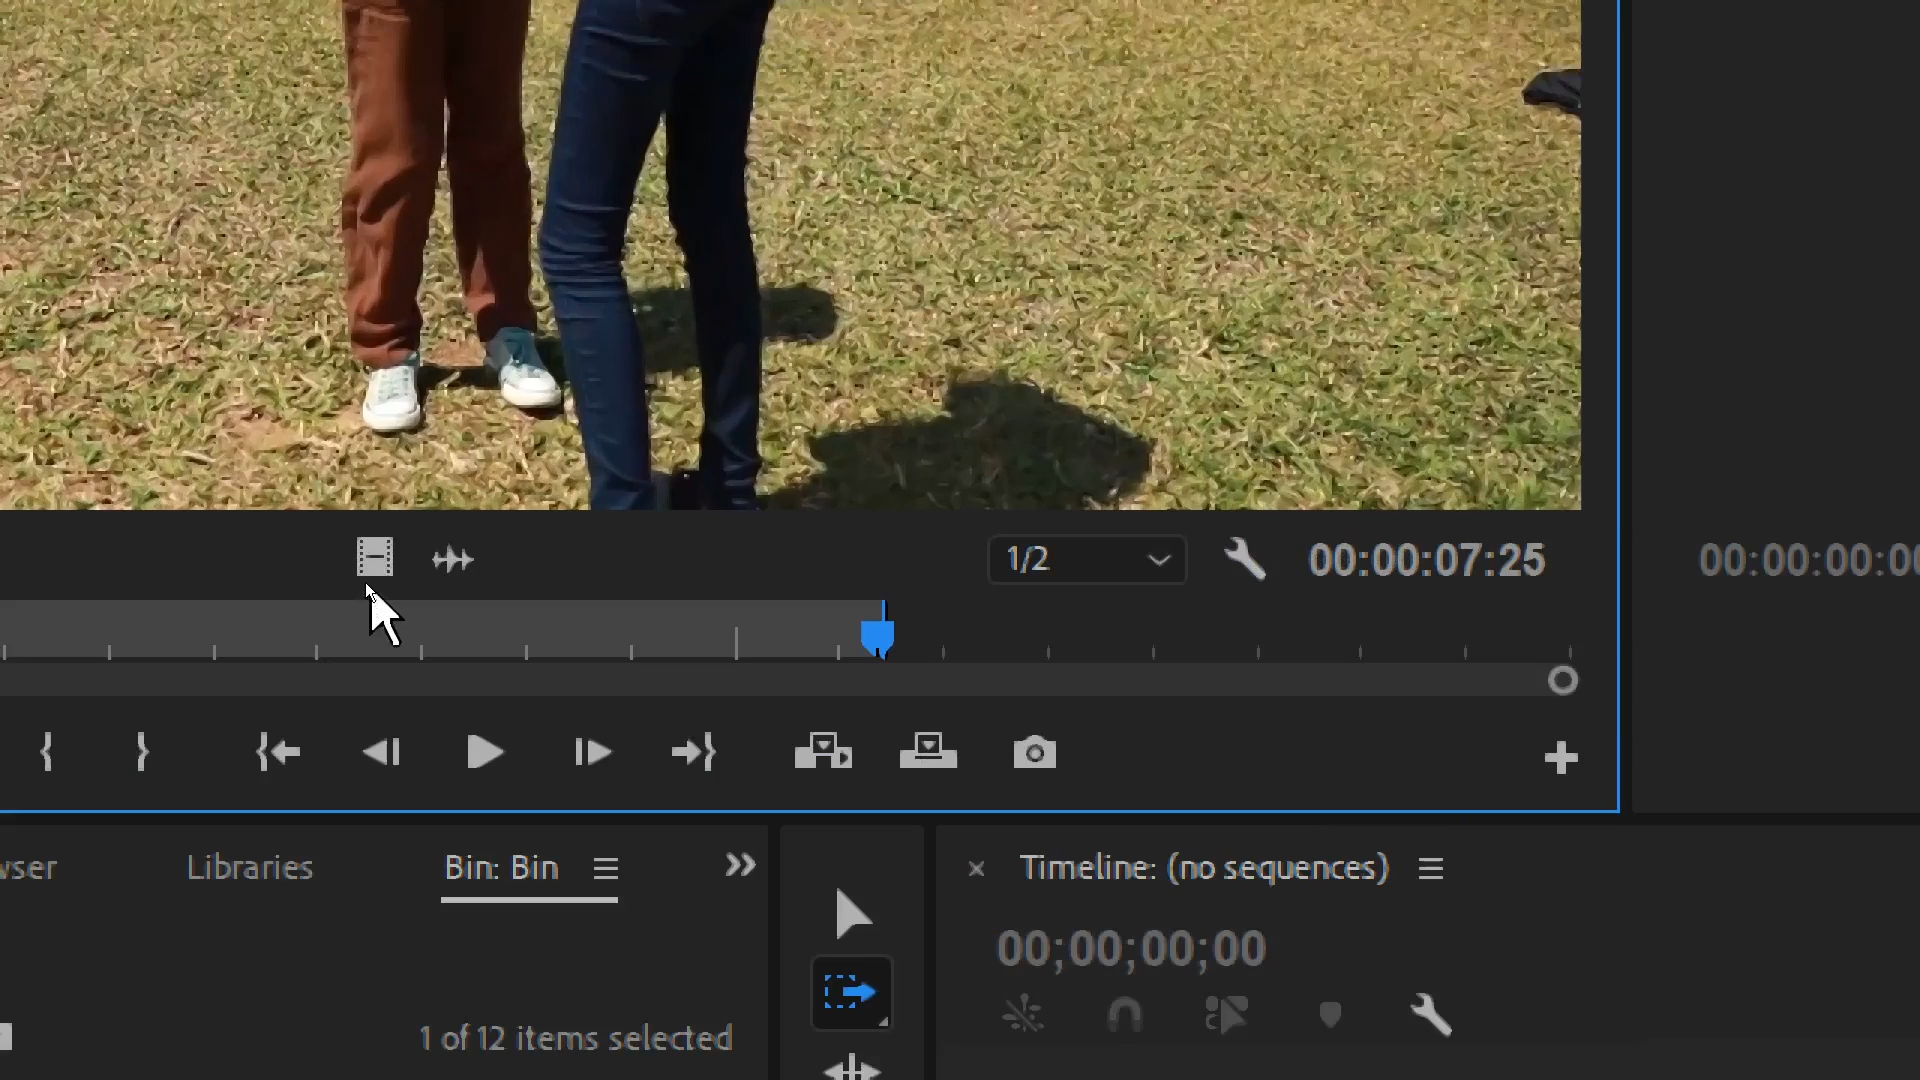 1/2
00:00:07:25
00:00:00:0
Libraries
Bin: Bin
Timeline: (no sequences)
00;00;00;00
1 of 12 items selected